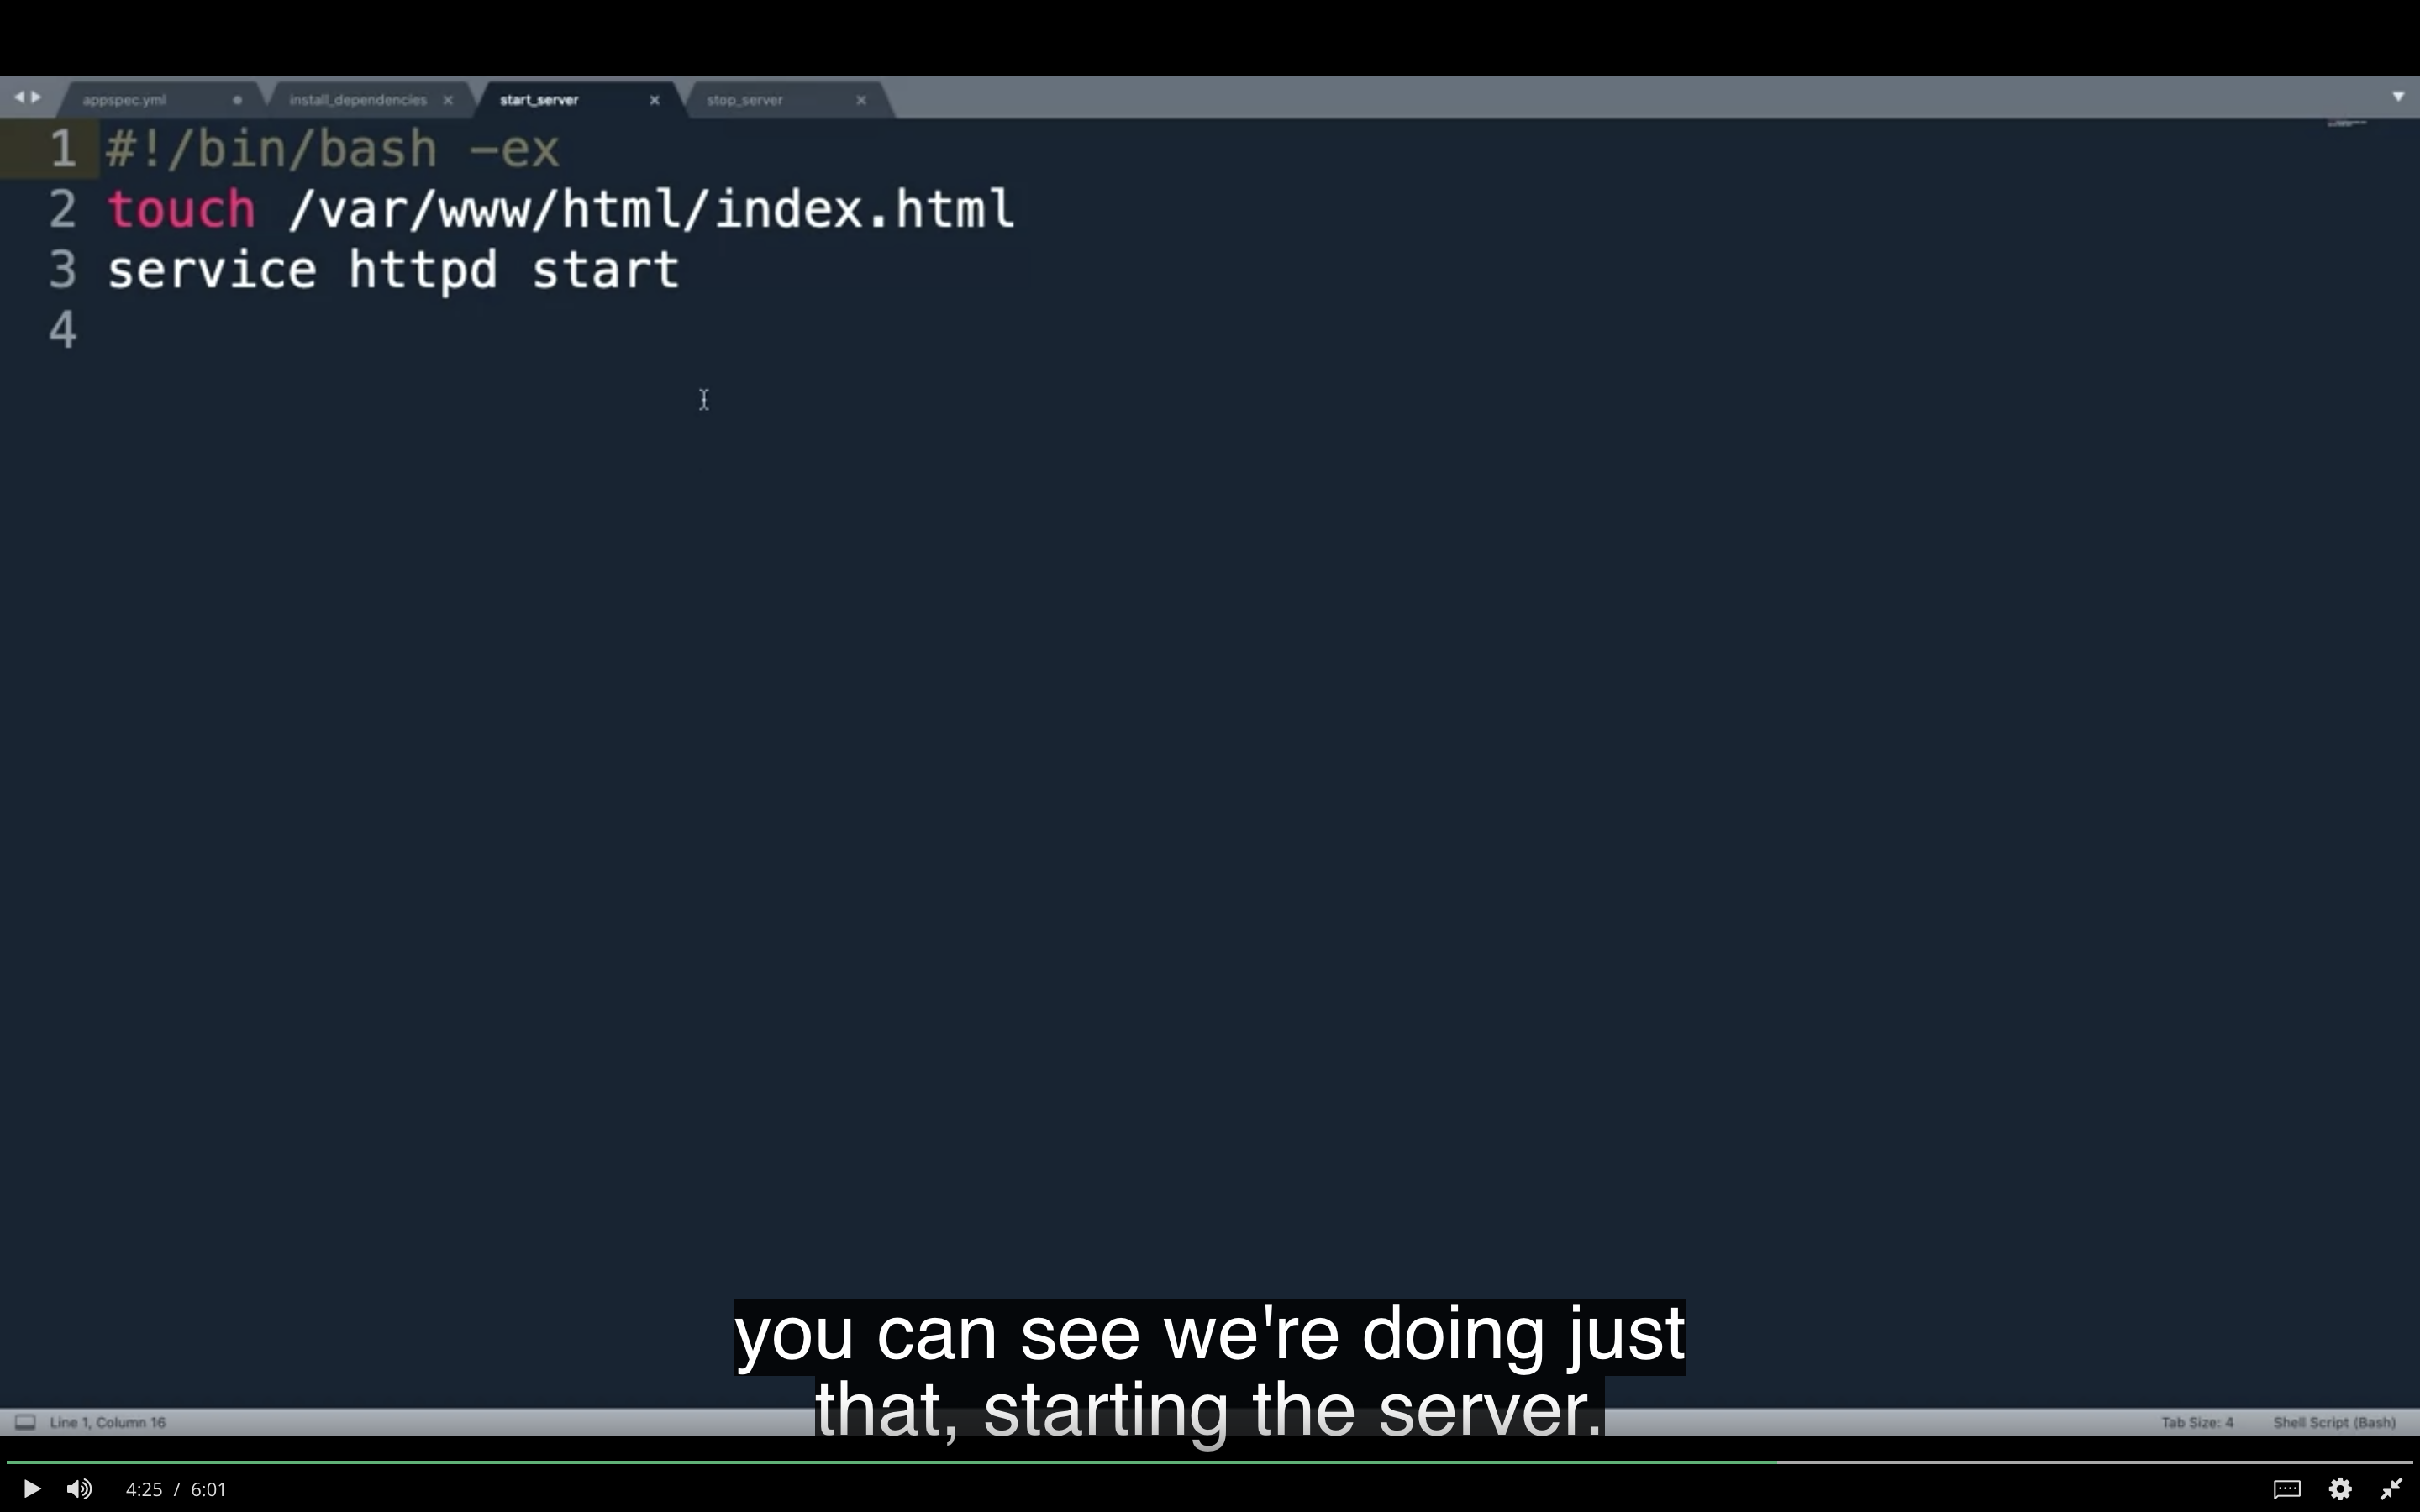 appspec.yml install_dependencies start_server stop_server
1 #!/bin/bash -ex
2 touch /var/www/html/index.html
3 service httpd start
4
you can see we're doing just
that, starting the server.
Line 1, Column 16 Tab Size: 4 Shell Script (Bash)
4:25 / 6:01